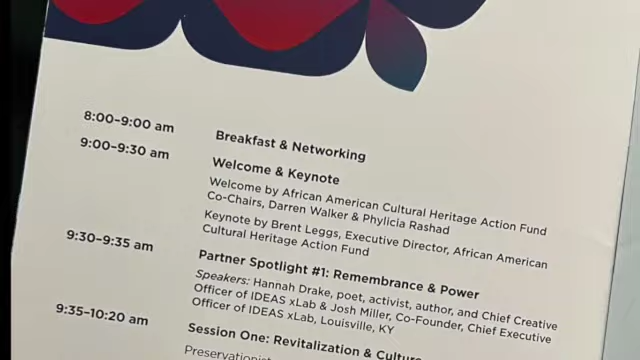 8:00–9:00 am Breakfast & Networking
9:00–9:30 am Welcome & Keynote
Welcome by African American Cultural Heritage Action Fund
Co-Chairs, Darren Walker & Phylicia Rashad
Keynote by Brent Leggs, Executive Director, African American
Cultural Heritage Action Fund
9:30–9:35 am Partner Spotlight #1: Remembrance & Power
Speakers: Hannah Drake, poet, activist, author, and Chief Creative
Officer of IDEAS xLab & Josh Miller, Co-Founder, Chief Executive
Officer of IDEAS xLab, Louisville, KY
9:35–10:20 am Session One: Revitalization &